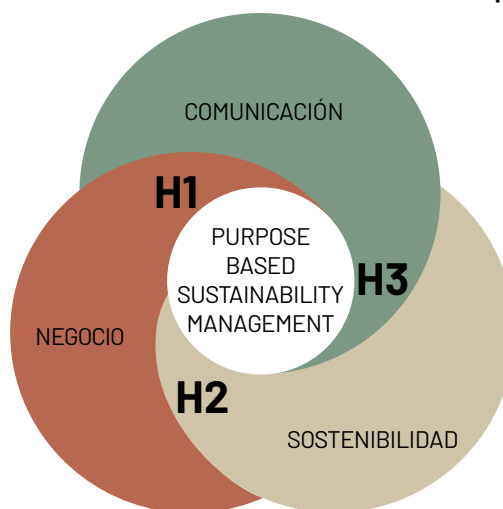 COMUNICACIÓN
H1
PURPOSE
BASED
SUSTAINABILITY
MANAGEMENT
H3
NEGOCIO
H2
SOSTENIBILIDAD